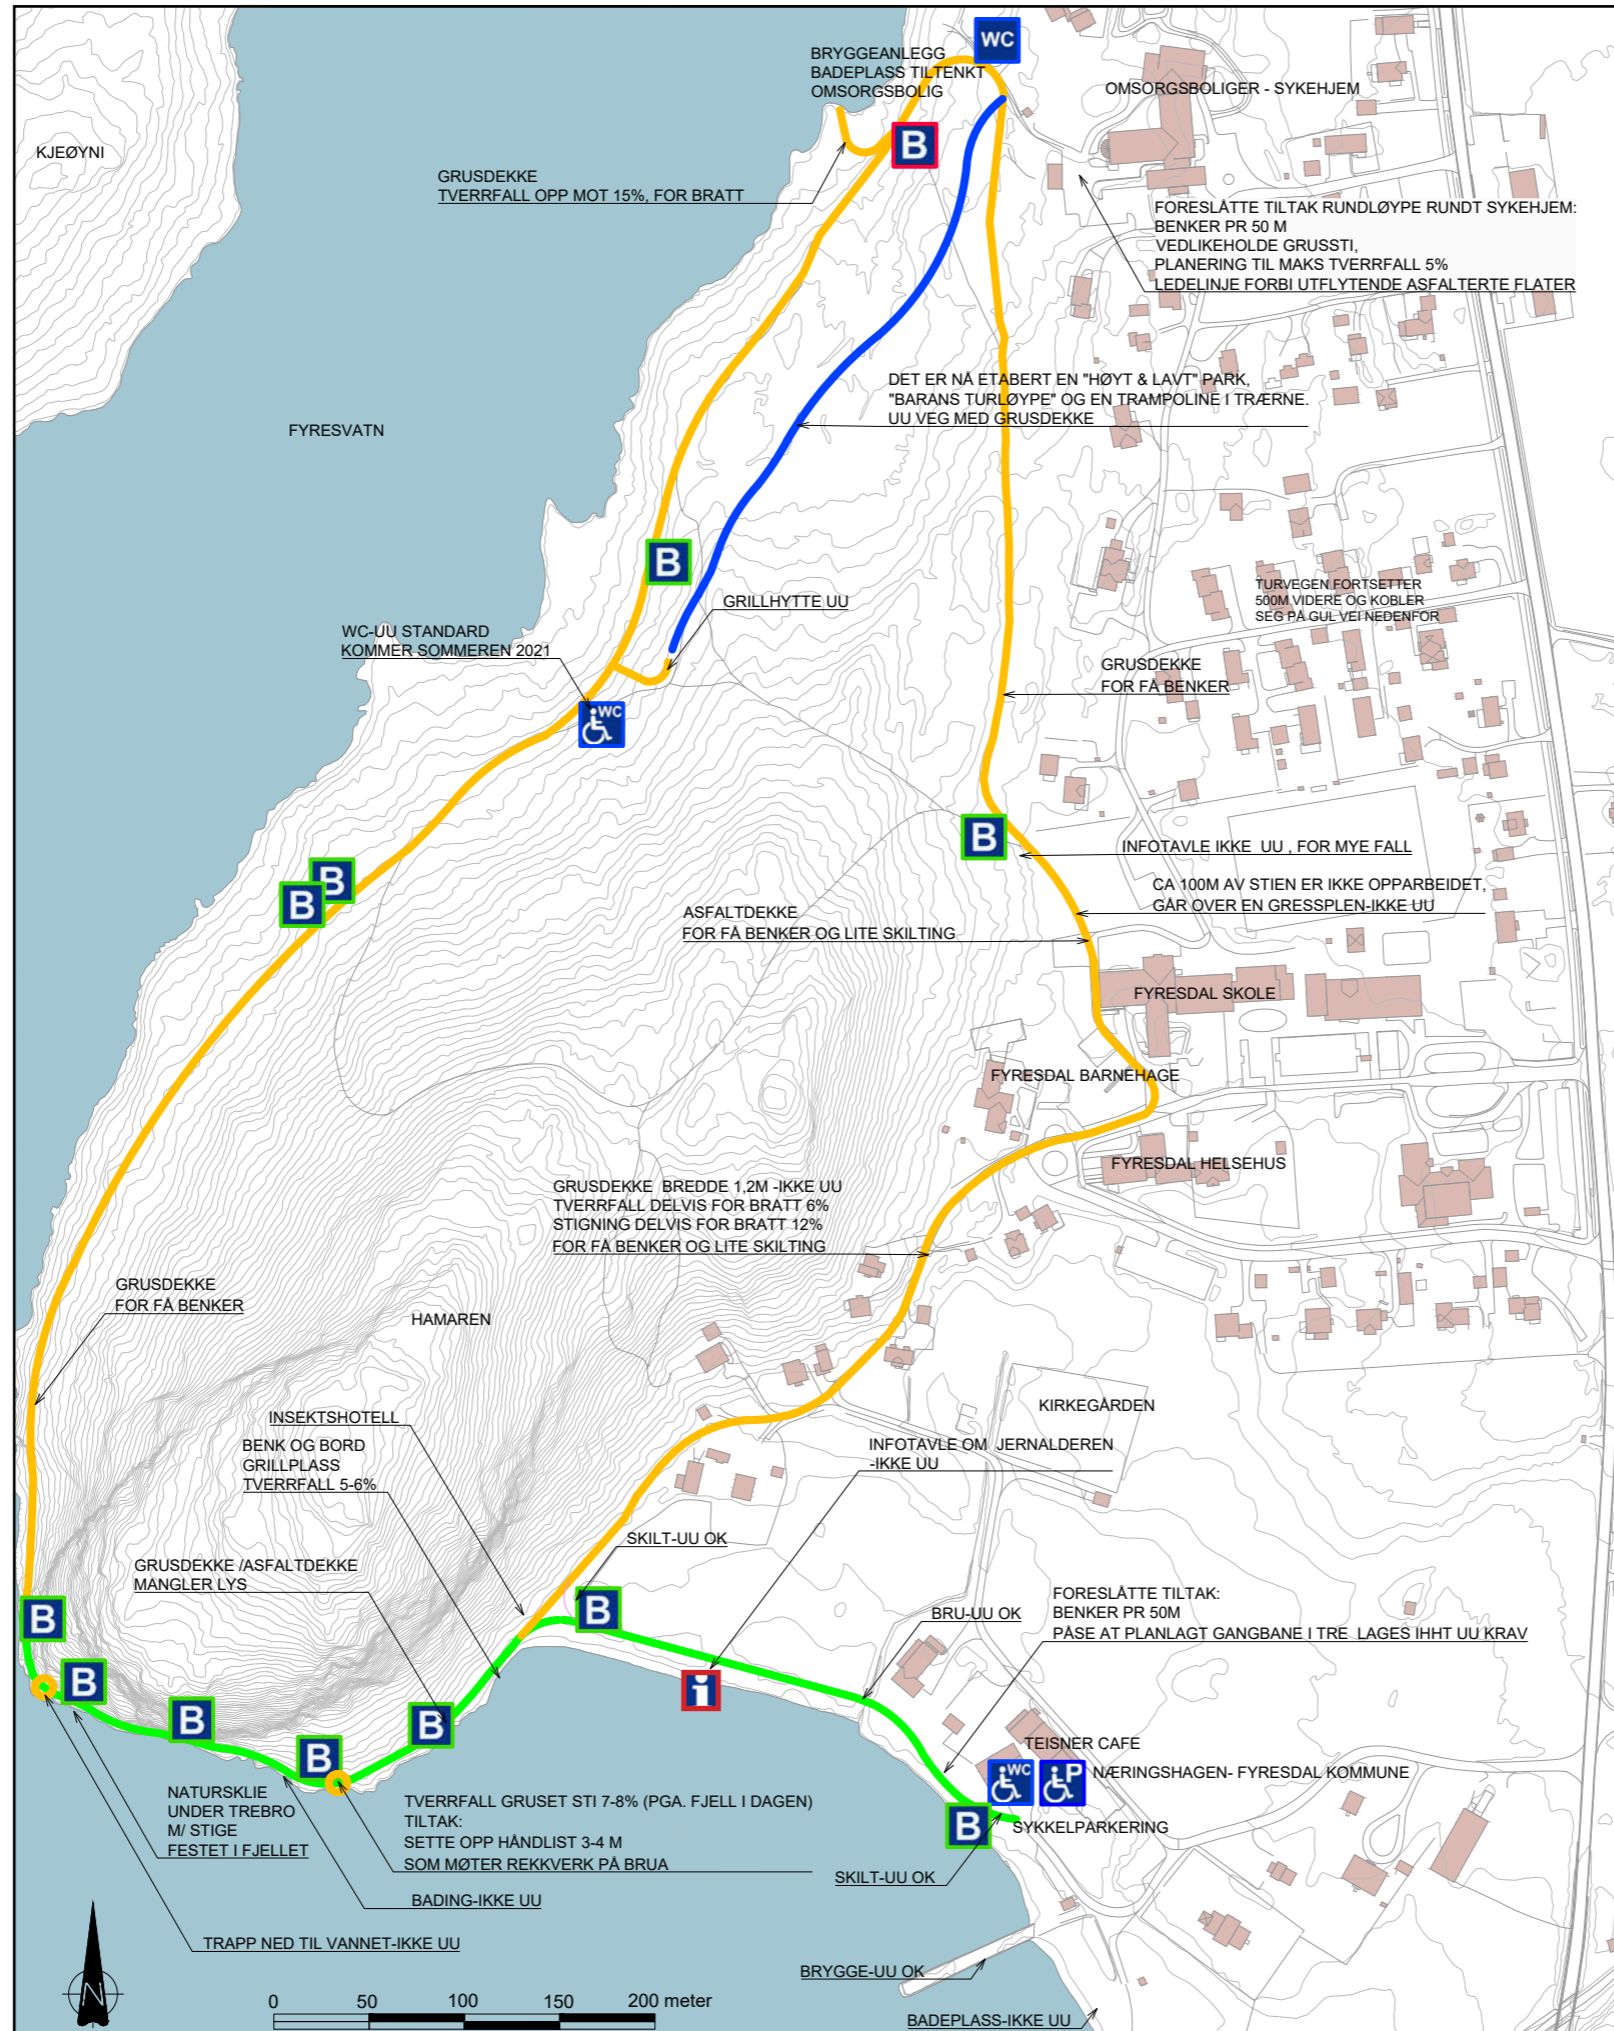 WC
BRYGGEANLEGG
BADEPLASS TILTENKT
OMSORGSBOLIG
OMSORGSBOLIGER - SYKEHJEM
B
KJEØYNI
GRUSDEKKE
TVERRFALL OPP MOT 15%, FOR BRATT
FORESLÅTTE TILTAK RUNDLØYPE RUNDT SYKEHJEM:
BENKER PR 50 M
VEDLIKEHOLDE GRUSSTI,
PLANERING TIL MAKS TVERRFALL 5%
LEDELINJE FORBI UTFLYTENDE ASFALTERTE FLATER
DET ER NÅ ETABERT EN "HØYT & LAVT" PARK,
"BARANS TURLØYPE" OG EN TRAMPOLINE I TRÆRNE.
UU VEG MED GRUSDEKKE
FYRESVATN
B
TURVEGEN FORTSETTER
500M VIDERE OG KOBLER
SEG PÅ GUL VEI NEDENFOR
GRILLHYTTE UU
WC-UU STANDARD
KOMMER SOMMEREN 2021
GRUSDEKKE
FOR FÅ BENKER
WC
B
INFOTAVLE IKKE UU , FOR MYE FALL
B
B
CA 100M AV STIEN ER IKKE OPPARBEIDET,
GÅR OVER EN GRESSPLEN-IKKE UU
ASFALTDEKKE
FOR FÅ BENKER OG LITE SKILTING
FYRESDAL SKOLE
FYRESDAL BARNEHAGE
FYRESDAL HELSEHUS
GRUSDEKKE BREDDE 1,2M -IKKE UU
TVERRFALL DELVIS FOR BRATT 6%
STIGNING DELVIS FOR BRATT 12%
FOR FÅ BENKER OG LITE SKILTING
GRUSDEKKE
FOR FÅ BENKER
HAMAREN
KIRKEGÅRDEN
INSEKTSHOTELL
BENK OG BORD
GRILLPLASS
TVERRFALL 5-6%
INFOTAVLE OM JERNALDEREN
-IKKE UU
SKILT-UU OK
GRUSDEKKE /ASFALTDEKKE
MANGLER LYS
FORESLÅTTE TILTAK:
BENKER PR 50M
PÅSE AT PLANLAGT GANGBANE I TRE LAGES IHHT UU KRAV
B
B
BRU-UU OK
B
i
B
B
B
TEISNER CAFE
WC
P
NÆRINGSHAGEN- FYRESDAL KOMMUNE
NATURSKLIE
UNDER TREBRO
M/ STIGE
FESTET I FJELLET
TVERRFALL GRUSET STI 7-8% (PGA. FJELL I DAGEN)
TILTAK:
SETTE OPP HÅNDLIST 3-4 M
SOM MØTER REKKVERK PÅ BRUA
B
SYKKELPARKERING
SKILT-UU OK
BADING-IKKE UU
TRAPP NED TIL VANNET-IKKE UU
BRYGGE-UU OK
N
0 50 100 150 200 meter
BADEPLASS-IKKE UU